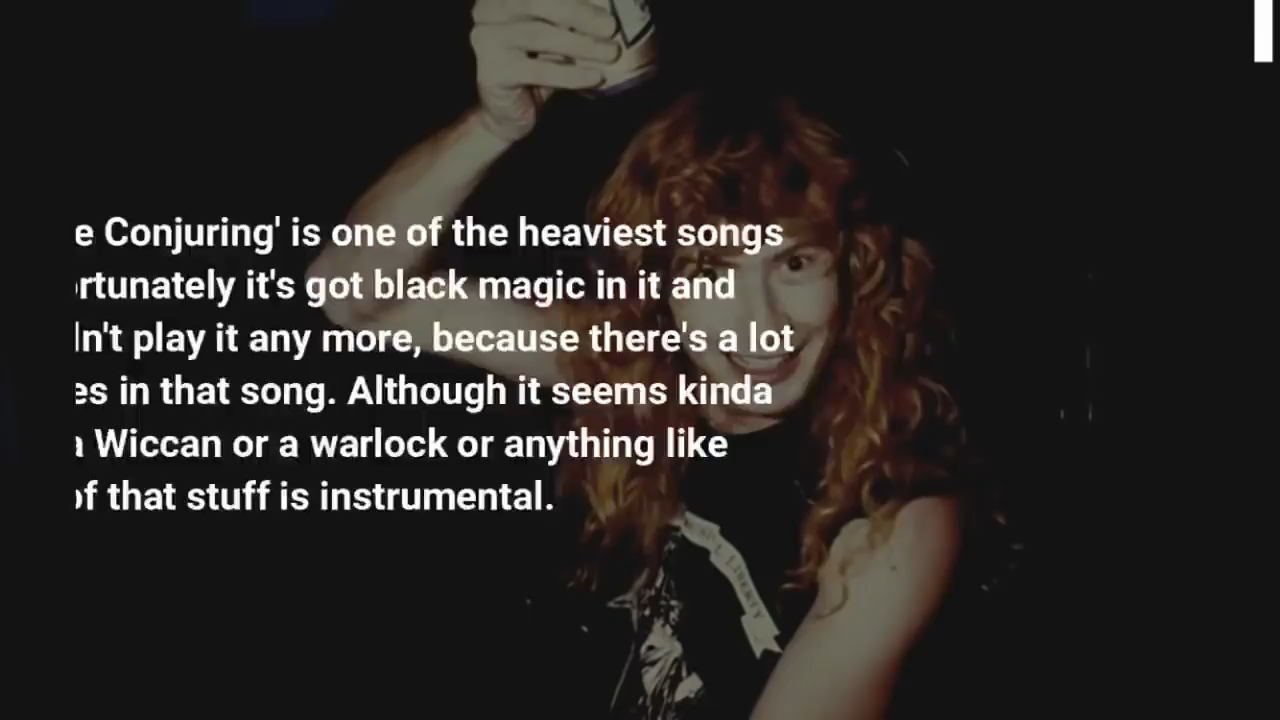 e Conjuring' is one of the heaviest songs
rtunately it's got black magic in it and
n't play it any more, because there's a lot
es in that song. Although it seems kinda
a Wiccan or a warlock or anything like
of that stuff is instrumental.
LIBERTY